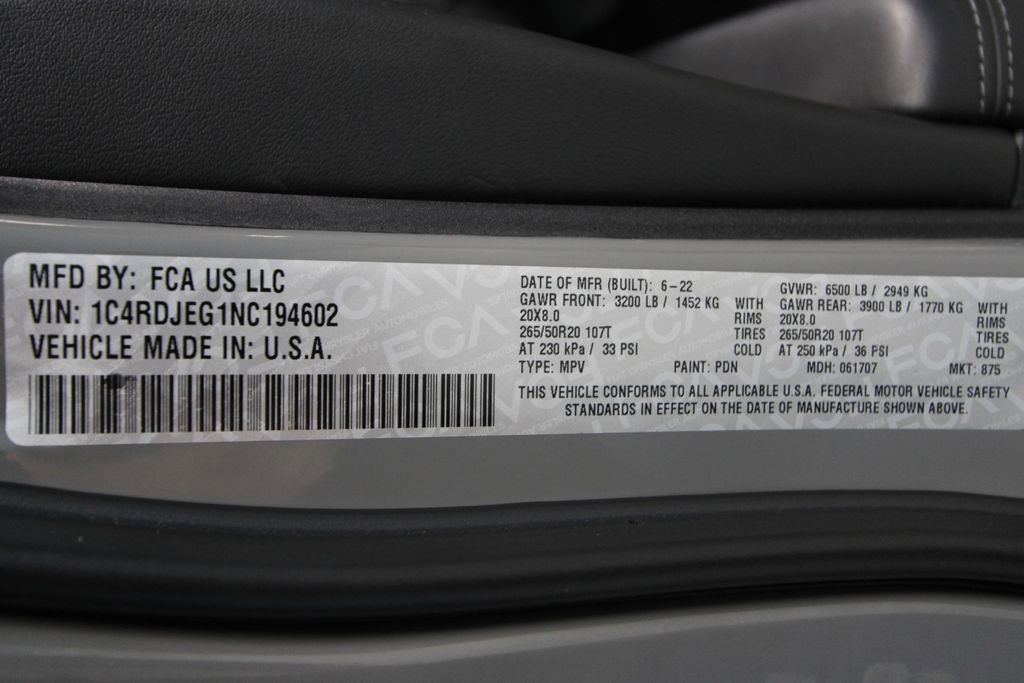 MFD BY: FCA US LLC
VIN: 1C4RDJEG1NC194602
VEHICLE MADE IN: U.S.A.
DATE OF MFR (BUILT): 6-22
GAWR FRONT: 3200 LB / 1452 KG WITH
20X8.0 RIMS
265/50R20 107T TIRES
AT 230 kPa / 33 PSI COLD
GVWR: 6500 LB / 2949 KG
GAWR REAR: 3900 LB / 1770 KG WITH
20X8.0 RIMS
265/50R20 107T TIRES
AT 250 kPa / 36 PSI COLD
TYPE: MPV PAINT: PDN MDH: 061707 MKT: 875
THIS VEHICLE CONFORMS TO ALL APPLICABLE U.S.A. FEDERAL MOTOR VEHICLE SAFETY
STANDARDS IN EFFECT ON THE DATE OF MANUFACTURE SHOWN ABOVE.